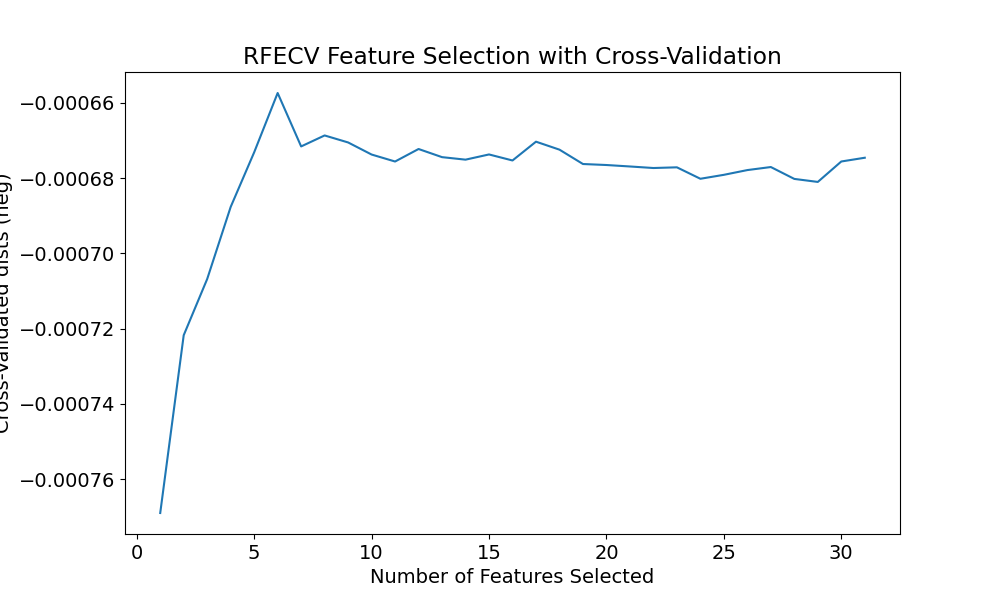 RFECV Feature Selection with Cross-Validation
−0.00066
−0.00068
−0.00070
−0.00072
−0.00074
−0.00076
Cross-Validated dists (neg)
0 5 10 15 20 25 30
Number of Features Selected